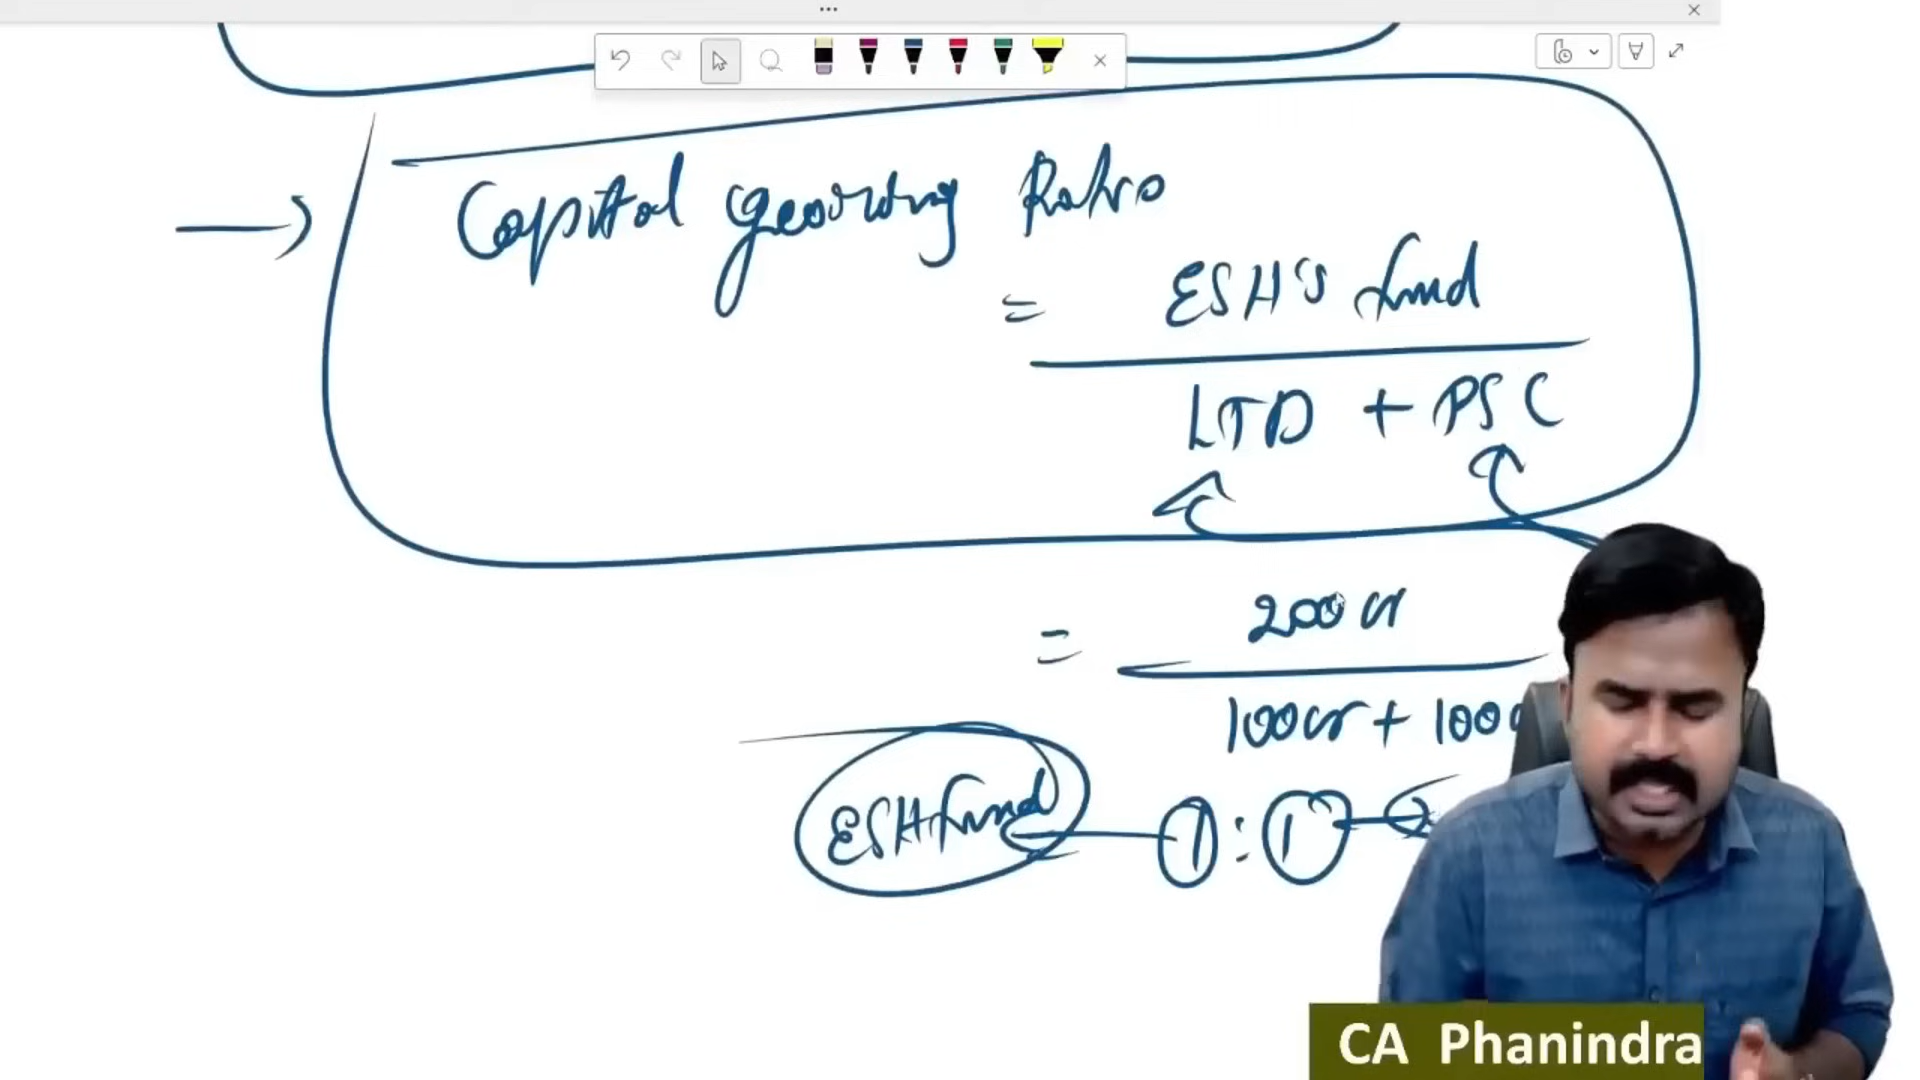 Capital gearing Ratio
= ESH's fund
LTD + PSC
= 200 cr
100cr + 100
ESH fund 1 : 1
CA Phanindra